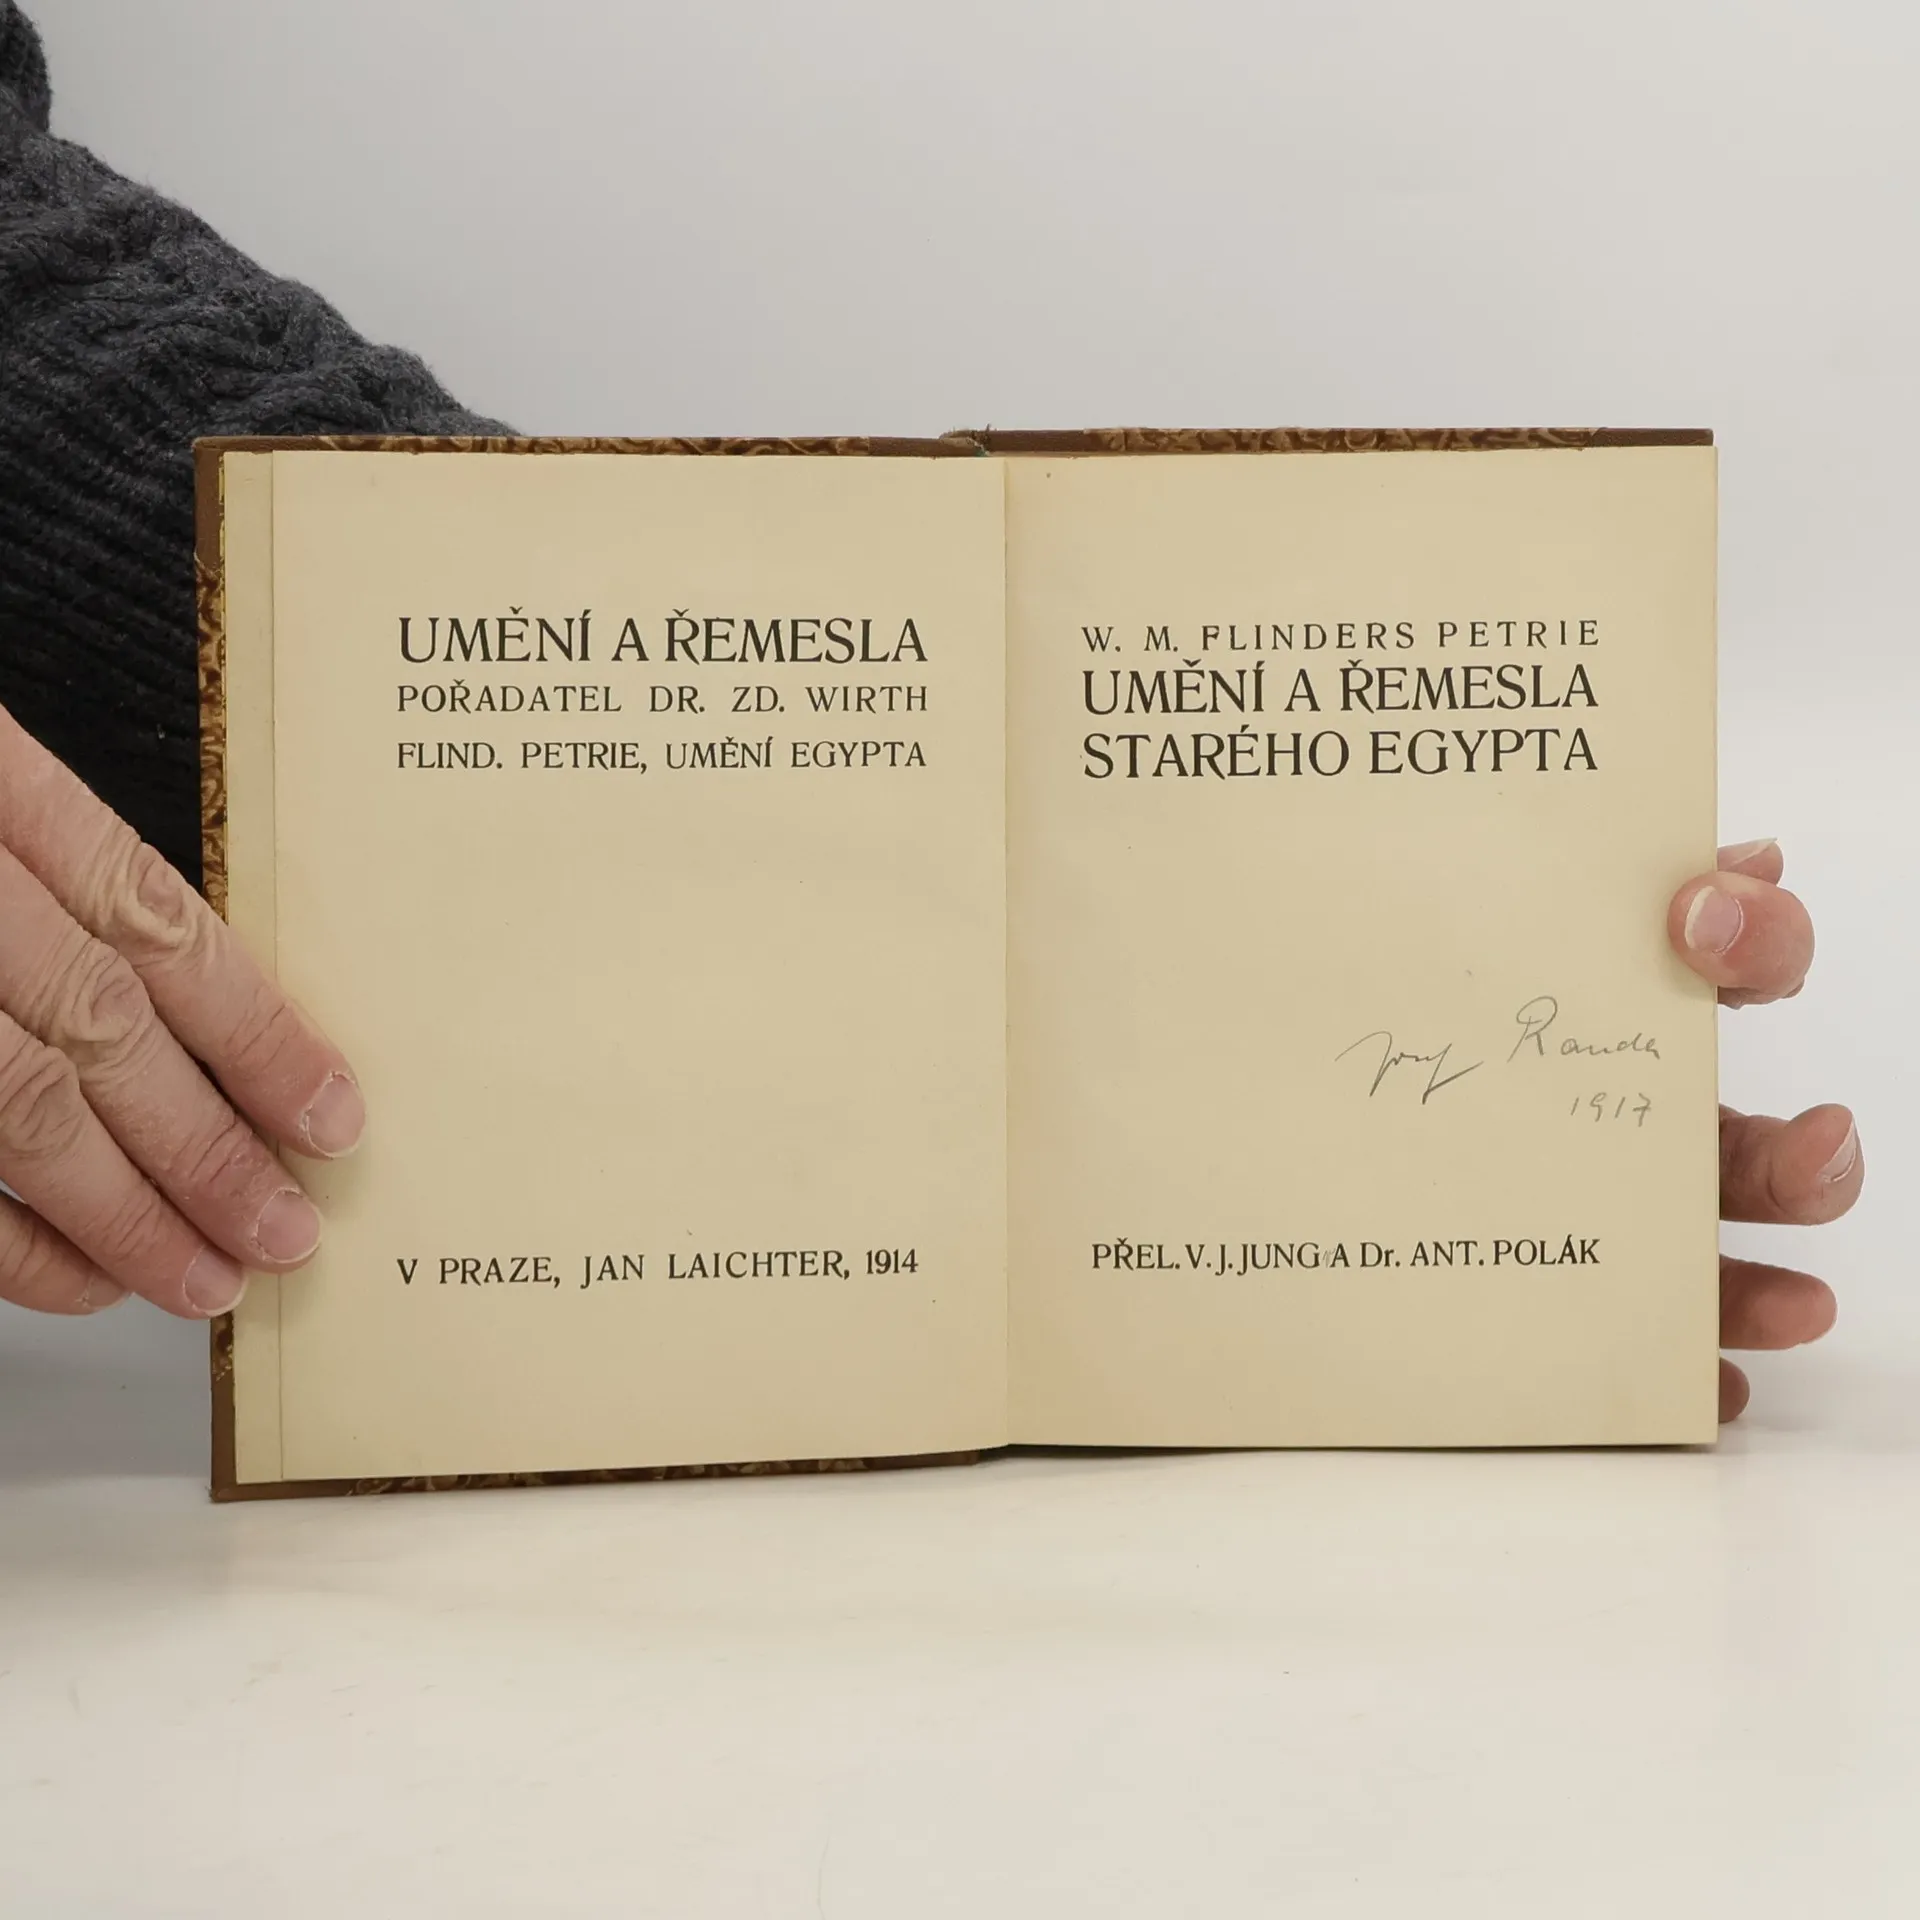 UMĚNÍ A ŘEMESLA
POŘADATEL DR. ZD. WIRTH
FLIND. PETRIE, UMĚNÍ EGYPTA
V PRAZE, JAN LAICHTER, 1914
W. M. FLINDERS PETRIE
UMĚNÍ A ŘEMESLA
STARÉHO EGYPTA
Josef Randa
1917
PŘEL. V. J. JUNG A Dr. ANT. POLÁK